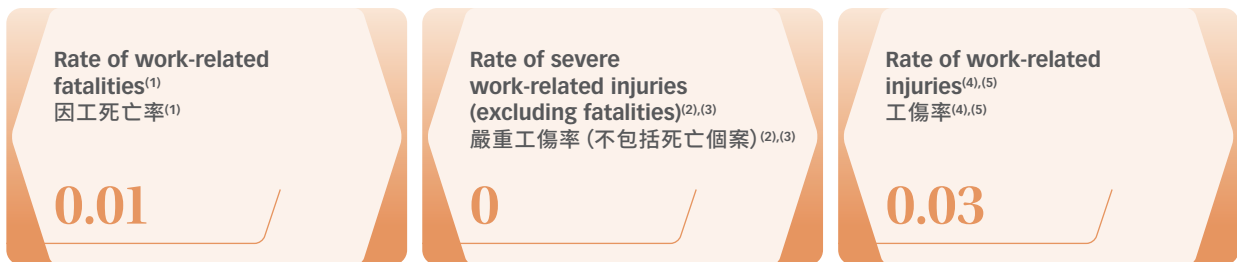 Rate of work-related
fatalities(1)
因工死亡率(1)
0.01
Rate of severe
work-related injuries
(excluding fatalities)(2),(3)
嚴重工傷率 (不包括死亡個案)(2),(3)
0
Rate of work-related
injuries(4),(5)
工傷率(4),(5)
0.03